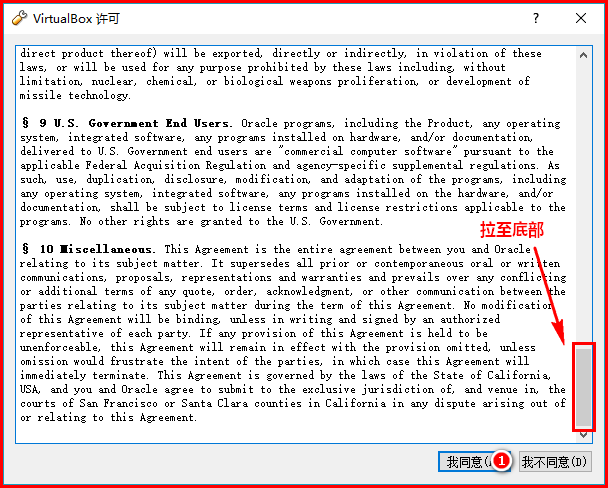 VirtualBox 许可
direct product thereof) will be exported, directly or indirectly, in violation of these
laws, or will be used for any purpose prohibited by these laws including, without
limitation, nuclear, chemical, or biological weapons proliferation, or development of
missile technology.
§ 9 U.S. Government End Users. Oracle programs, including the Product, any operating
system, integrated software, any programs installed on hardware, and/or documentation,
delivered to U.S. Government end users are "commercial computer software" pursuant to the
applicable Federal Acquisition Regulation and agency-specific supplemental regulations. As
such, use, duplication, disclosure, modification, and adaptation of the programs, including
any operating system, integrated software, any programs installed on the hardware, and/or
documentation, shall be subject to license terms and license restrictions applicable to the
programs. No other rights are granted to the U.S. Government.
拉至底部
§ 10 Miscellaneous. This Agreement is the entire agreement between you and Oracle
relating to its subject matter. It supersedes all prior or contemporaneous oral or written
communications, proposals, representations and warranties and prevails over any conflicting
or additional terms of any quote, order, acknowledgment, or other communication between the
parties relating to its subject matter during the term of this Agreement. No modification
of this Agreement will be binding, unless in writing and signed by an authorized
representative of each party. If any provision of this Agreement is held to be
unenforceable, this Agreement will remain in effect with the provision omitted, unless
omission would frustrate the intent of the parties, in which case this Agreement will
immediately terminate. This Agreement is governed by the laws of the State of California,
USA, and you and Oracle agree to submit to the exclusive jurisdiction of, and venue in, the
courts of San Francisco or Santa Clara counties in California in any dispute arising out of
or relating to this Agreement.
我同意( 1 我不同意(D)